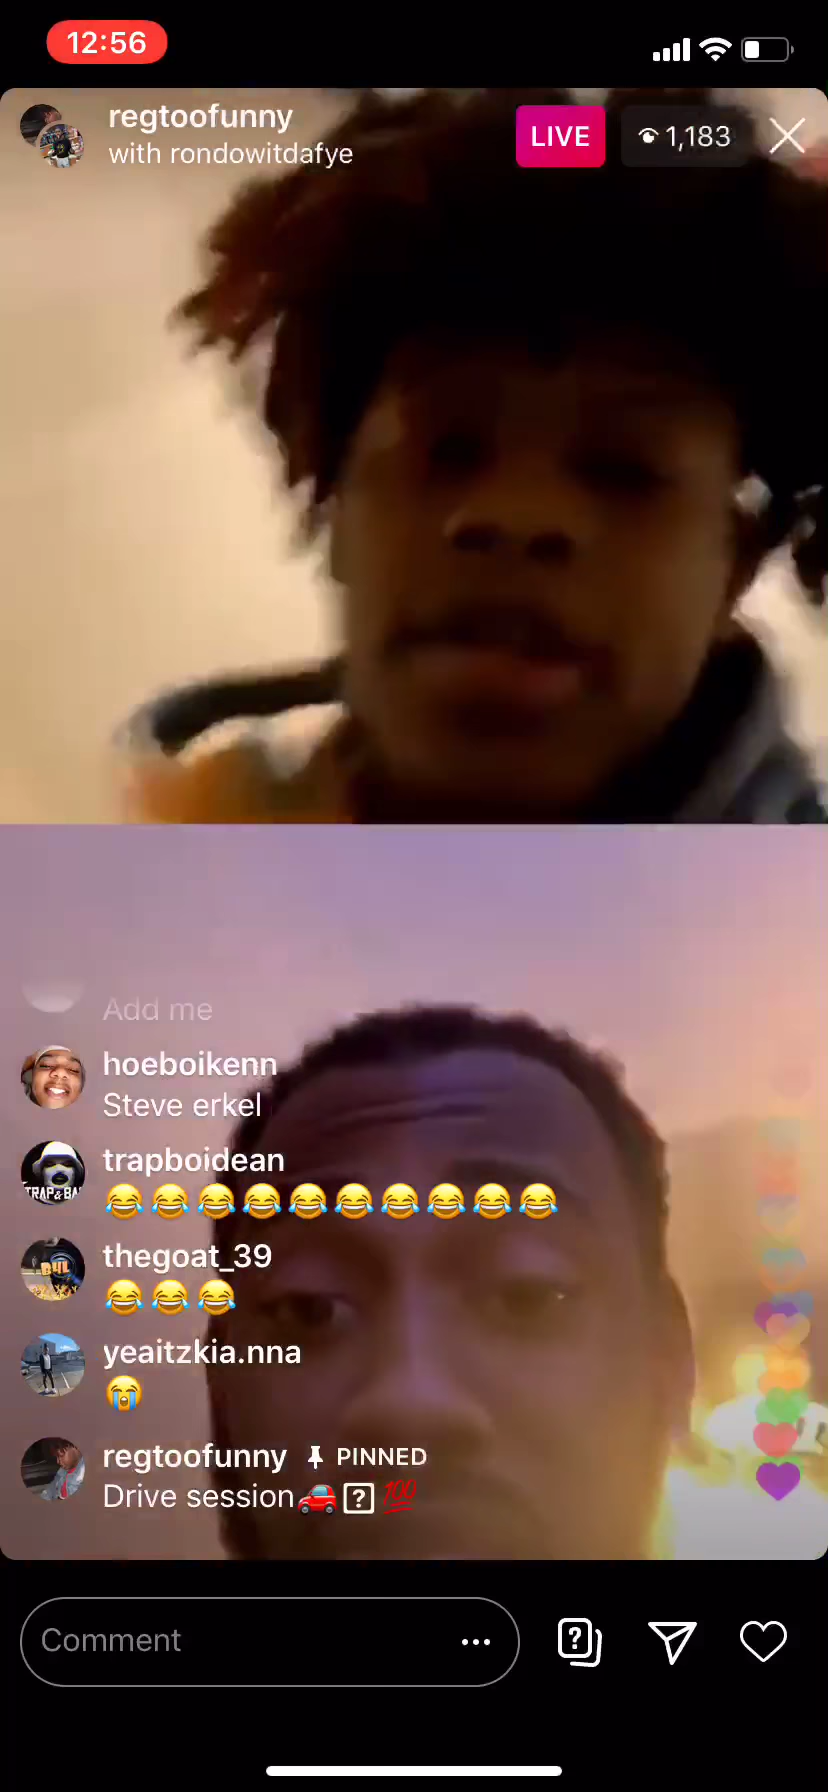 12:56
regtoofunny
with rondowitdafye
LIVE
1,183
Add me
hoeboikenn
Steve erkel
trapboidean
😂😂😂😂😂😂😂😂😂😂
thegoat_39
😂😂😂
yeaitzkia.nna
😭
regtoofunny PINNED
Drive session🚗⍰💯
Comment